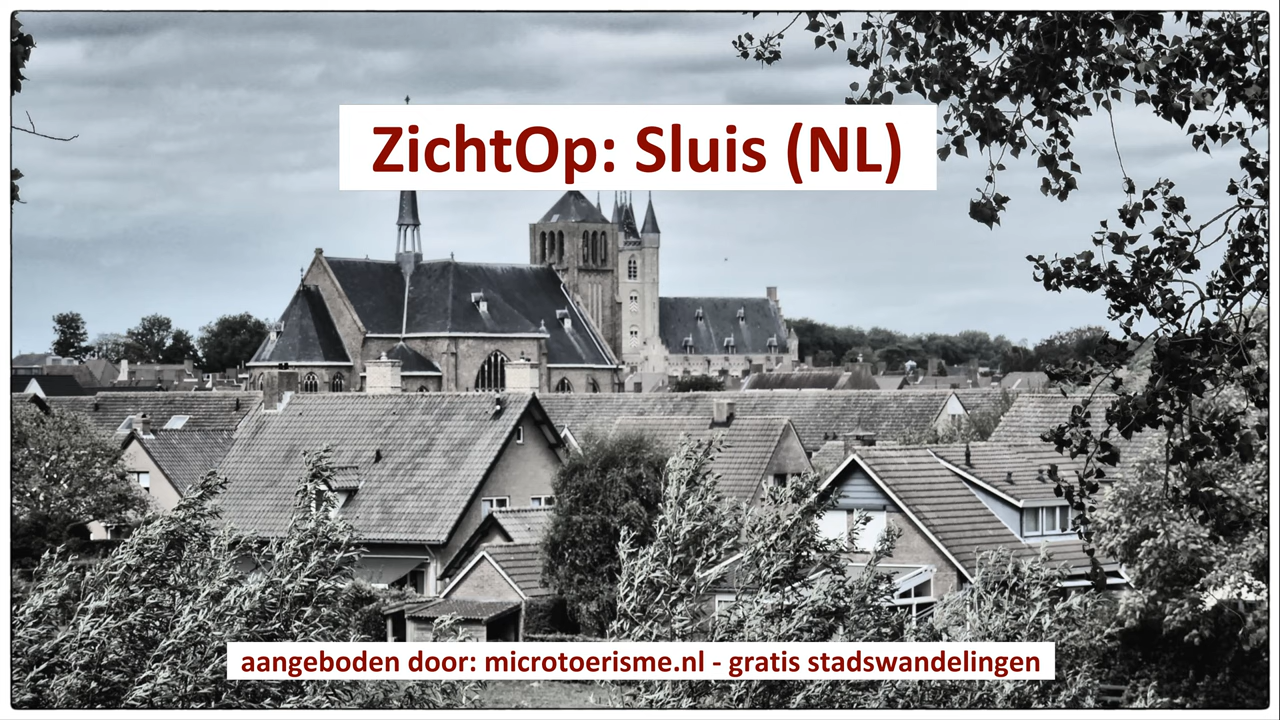 ZichtOp: Sluis (NL)
aangeboden door: microtoerisme.nl - gratis stadswandelingen